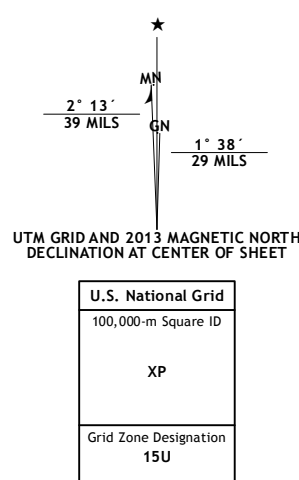 ★
MN
2° 13´
39 MILS
GN
1° 38´
29 MILS
UTM GRID AND 2013 MAGNETIC NORTH
DECLINATION AT CENTER OF SHEET
U.S. National Grid
100,000-m Square ID
XP
Grid Zone Designation
15U